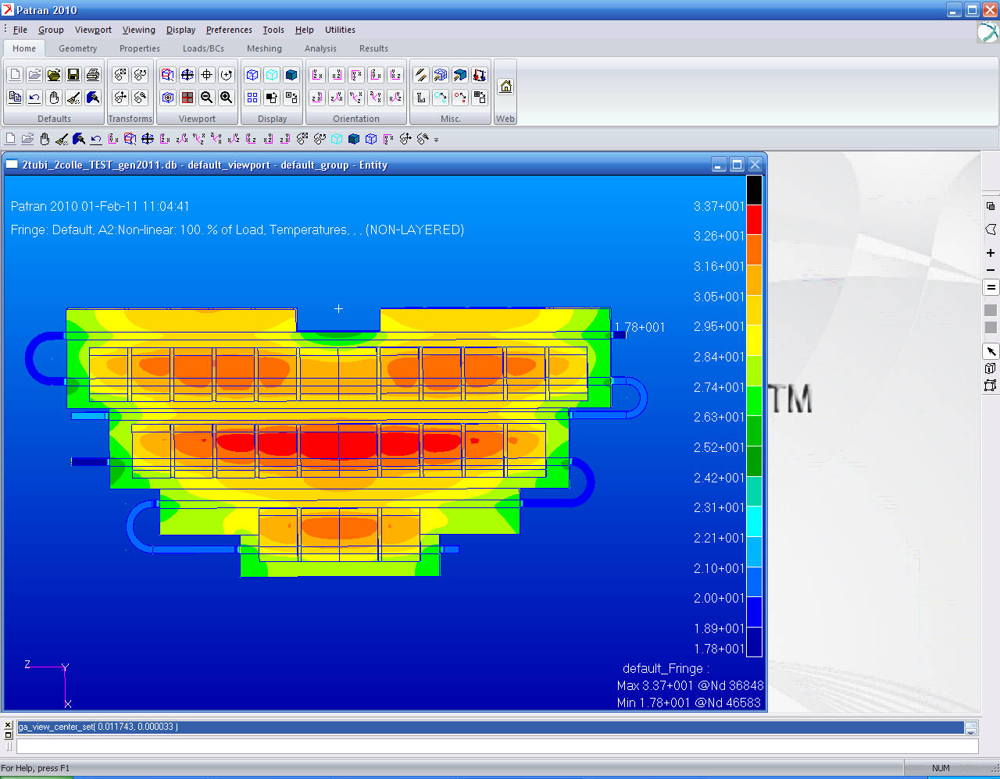 Patran 2010
File Group Viewport Viewing Display Preferences Tools Help Utilities
Home Geometry Properties Loads/BCs Meshing Analysis Results
Defaults Transforms Viewport Display Orientation Misc. Web
2tubi_2colle_TEST_gen2011.db - default_viewport - default_group - Entity
Patran 2010 01-Feb-11 11:04:41
Fringe: Default, A2:Non-linear: 100. % of Load, Temperatures, , , (NON-LAYERED)
3.37+001
3.26+001
3.16+001
3.05+001
2.95+001
1.78+001
2.84+001
2.74+001
TM
2.63+001
2.52+001
2.42+001
2.31+001
2.21+001
2.10+001
2.00+001
1.89+001
1.78+001
Z Y
X
default_Fringe :
Max 3.37+001 @Nd 36848
Min 1.78+001 @Nd 46583
ga_view_center_set( 0.011743, 0.000033 )
For Help, press F1
NUM